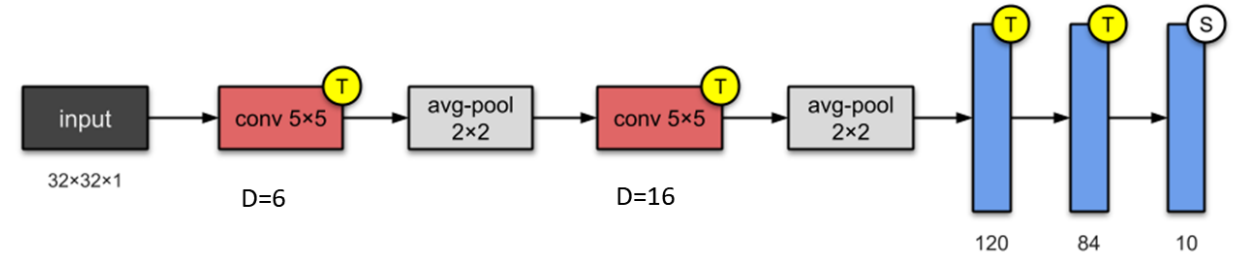 T
T
S
T
T
input
conv 5×5
avg-pool
2×2
conv 5×5
avg-pool
2×2
32×32×1
D=6
D=16
120
84
10